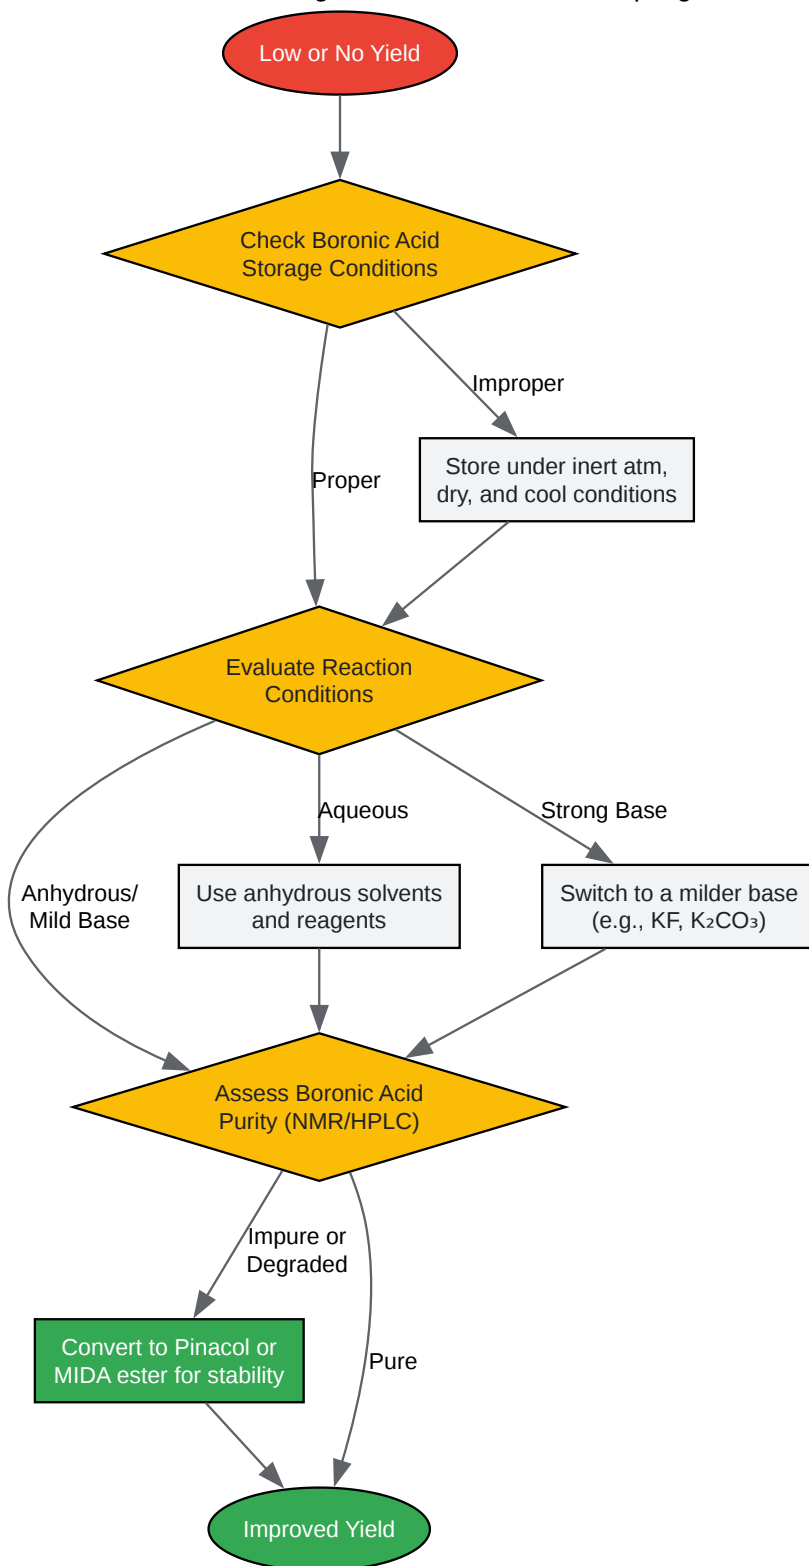 Low or No Yield
Check Boronic Acid
Storage Conditions
Improper
Store under inert atm,
dry, and cool conditions
Proper
Evaluate Reaction
Conditions
Aqueous
Strong Base
Anhydrous/
Mild Base
Use anhydrous solvents
and reagents
Switch to a milder base
(e.g., KF, K₂CO₃)
Assess Boronic Acid
Purity (NMR/HPLC)
Impure or
Degraded
Convert to Pinacol or
MIDA ester for stability
Pure
Improved Yield